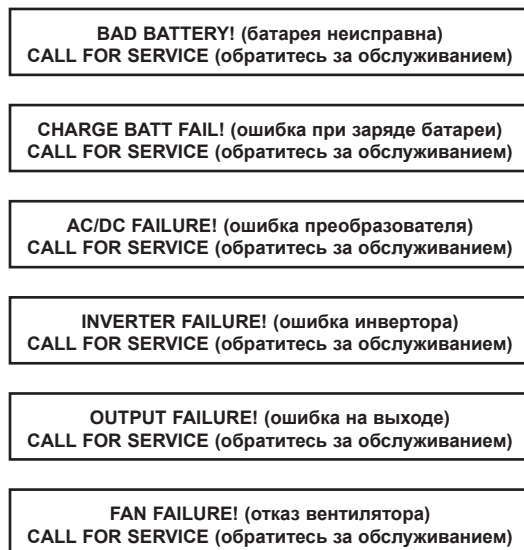 BAD BATTERY! (батарея неисправна)
CALL FOR SERVICE (обратитесь за обслуживанием)
CHARGE BATT FAIL! (ошибка при заряде батареи)
CALL FOR SERVICE (обратитесь за обслуживанием)
AC/DC FAILURE! (ошибка преобразователя)
CALL FOR SERVICE (обратитесь за обслуживанием)
INVERTER FAILURE! (ошибка инвертора)
CALL FOR SERVICE (обратитесь за обслуживанием)
OUTPUT FAILURE! (ошибка на выходе)
CALL FOR SERVICE (обратитесь за обслуживанием)
FAN FAILURE! (отказ вентилятора)
CALL FOR SERVICE (обратитесь за обслуживанием)